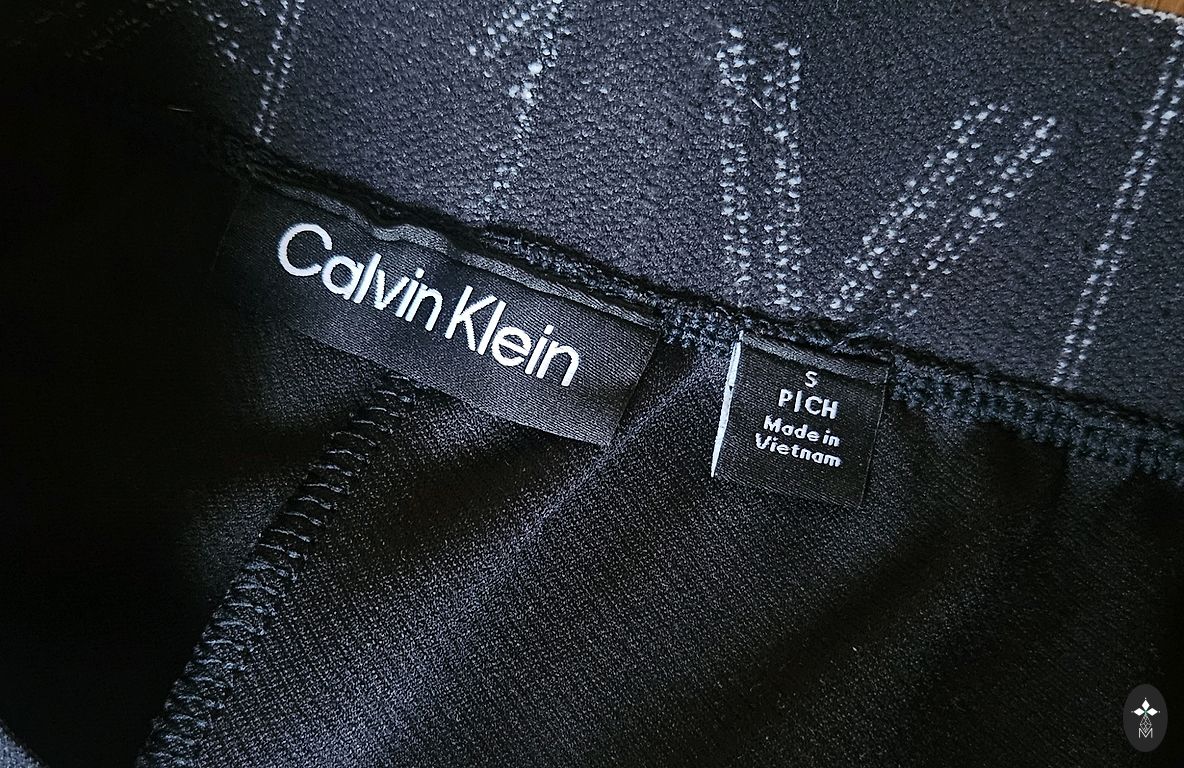 Calvin Klein
S
P|CH
Made in
Vietnam
M